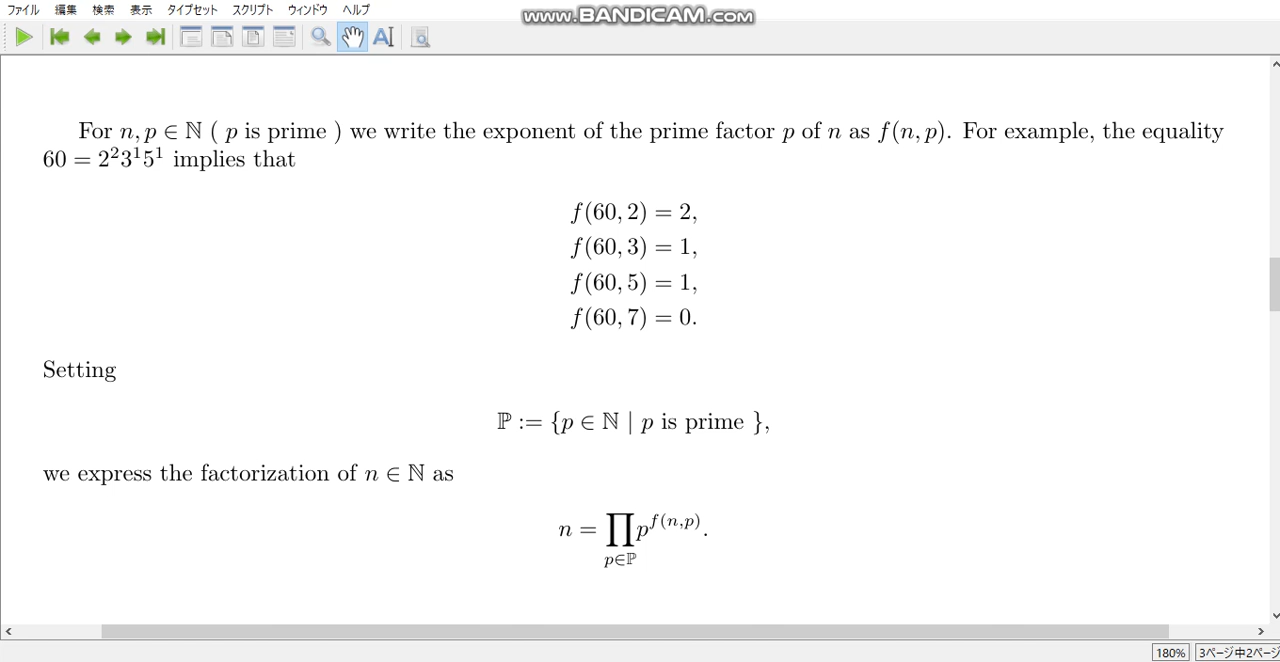 ファイル 編集 検索 表示 タイプセット スクリプト ウィンドウ ヘルプ
www.BANDICAM.com
For n, p ∈ ℕ ( p is prime ) we write the exponent of the prime factor p of n as f(n, p). For example, the equality
60 = 2²3¹5¹ implies that
f(60, 2) = 2,
f(60, 3) = 1,
f(60, 5) = 1,
f(60, 7) = 0.
Setting
ℙ := {p ∈ ℕ | p is prime },
we express the factorization of n ∈ ℕ as
n = ∏_{p∈ℙ} p^{f(n,p)}.
180% 3ページ中2ページ